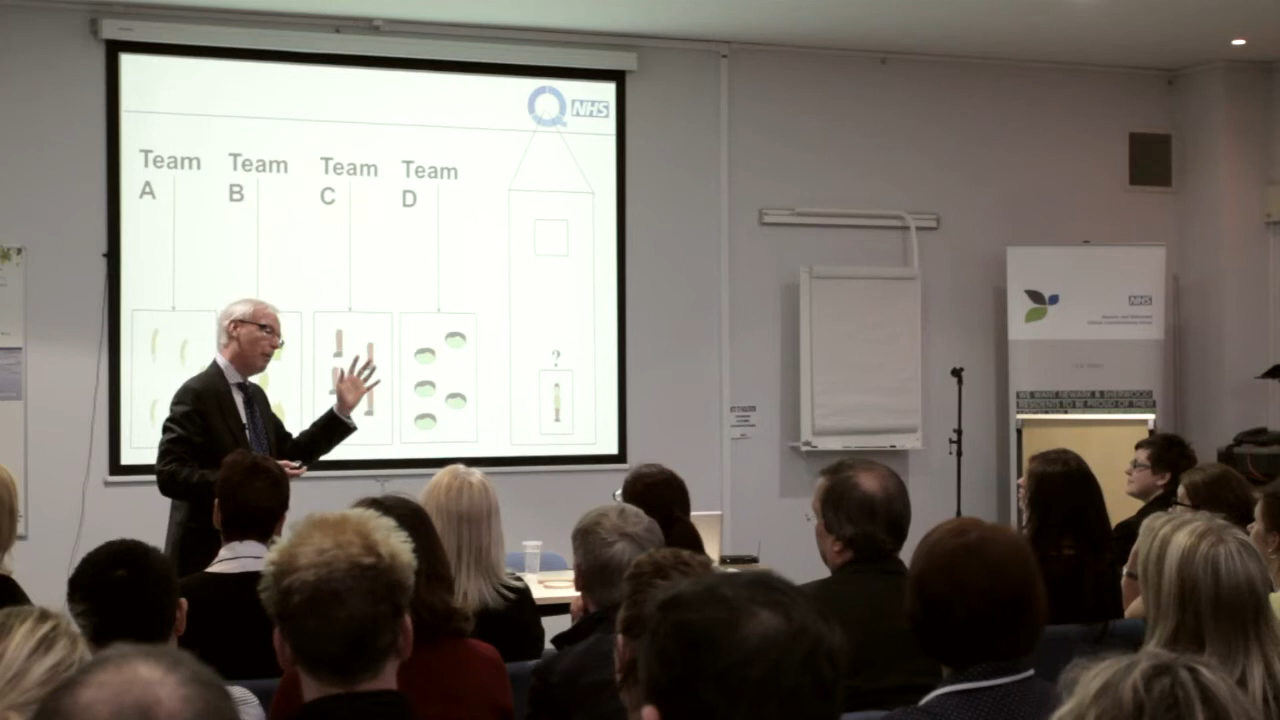 NHS
Team
A
Team
B
Team
C
Team
D
?
NHS
WE WANT NEWARK & SHERWOOD
RESIDENTS TO BE PROUD OF THEIR